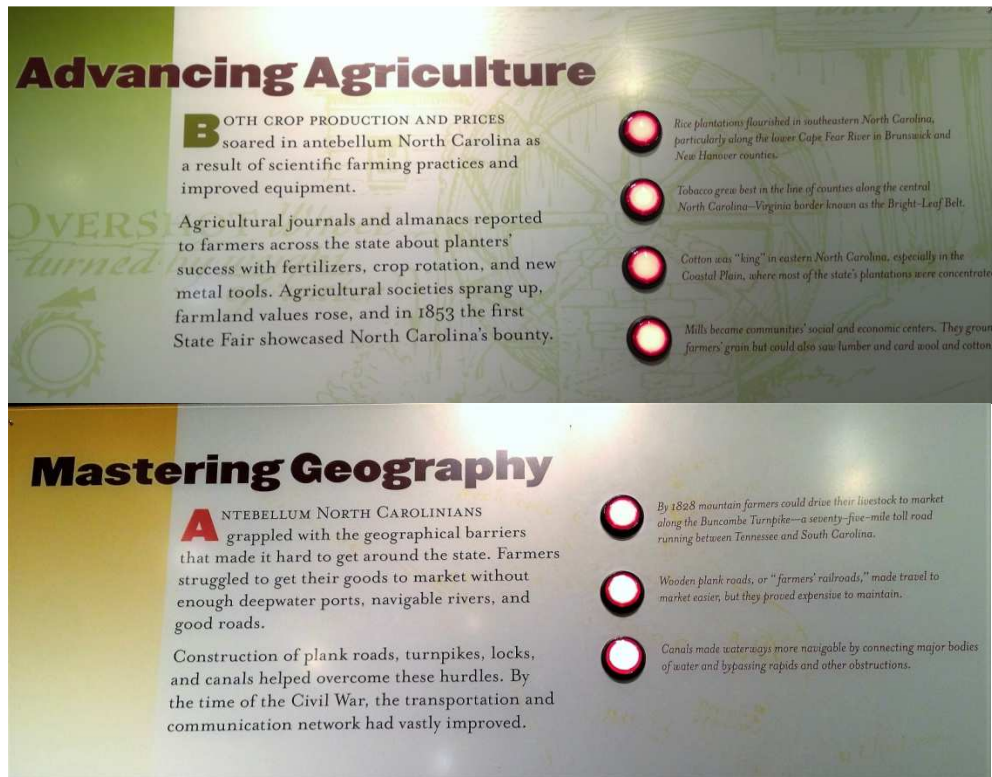 Advancing Agriculture
BOTH CROP PRODUCTION AND PRICES
soared in antebellum North Carolina as
a result of scientific farming practices and
improved equipment.
Agricultural journals and almanacs reported
to farmers across the state about planters'
success with fertilizers, crop rotation, and new
metal tools. Agricultural societies sprang up,
farmland values rose, and in 1853 the first
State Fair showcased North Carolina's bounty.
OVERS
turned
Rice plantations flourished in southeastern North Carolina,
particularly along the lower Cape Fear River in Brunswick and
New Hanover counties.
Tobacco grew best in the line of counties along the central
North Carolina–Virginia border known as the Bright-Leaf Belt.
Cotton was "king" in eastern North Carolina, especially in the
Coastal Plain, where most of the state's plantations were concentrate
Mills became communities' social and economic centers. They groun
farmers' grain but could also saw lumber and card wool and cotton
Mastering Geography
ANTEBELLUM NORTH CAROLINIANS
grappled with the geographical barriers
that made it hard to get around the state. Farmers
struggled to get their goods to market without
enough deepwater ports, navigable rivers, and
good roads.
Construction of plank roads, turnpikes, locks,
and canals helped overcome these hurdles. By
the time of the Civil War, the transportation and
communication network had vastly improved.
By 1828 mountain farmers could drive their livestock to market
along the Buncombe Turnpike—a seventy-five-mile toll road
running between Tennessee and South Carolina.
Wooden plank roads, or "farmers' railroads," made travel to
market easier, but they proved expensive to maintain.
Canals made waterways more navigable by connecting major bodies
of water and bypassing rapids and other obstructions.